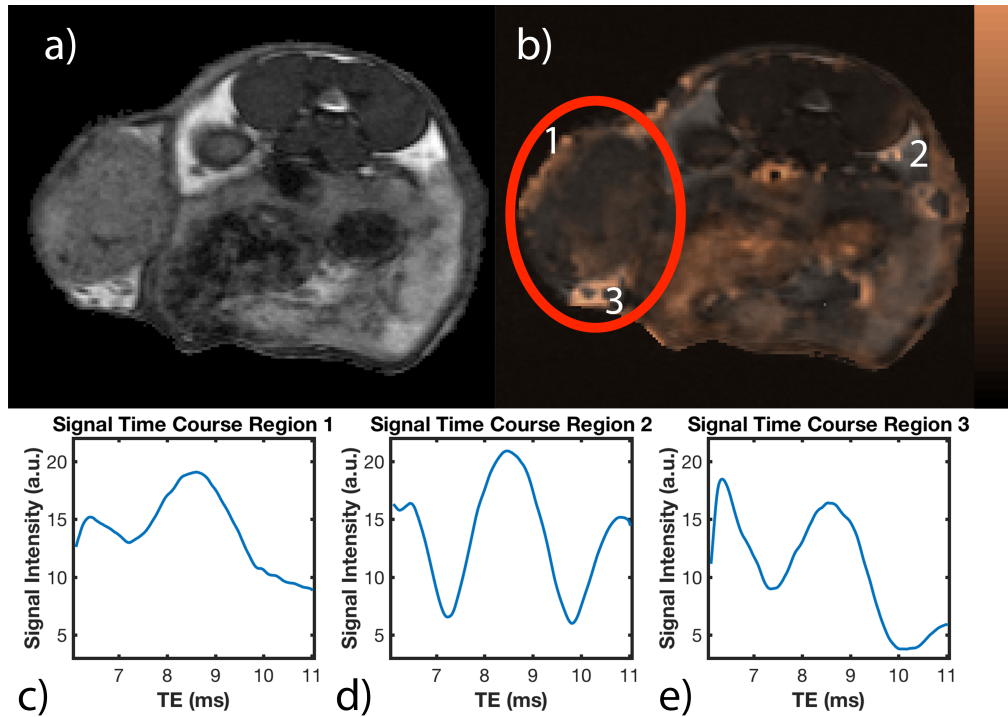 a)
b)
1
2
3
Signal Time Course Region 1
Signal Intensity (a.u.)
20
15
10
5
7 8 9 10 11
TE (ms)
c)
Signal Time Course Region 2
Signal Intensity (a.u.)
20
15
10
5
7 8 9 10 11
TE (ms)
d)
Signal Time Course Region 3
Signal Intensity (a.u.)
20
15
10
5
7 8 9 10 11
TE (ms)
e)